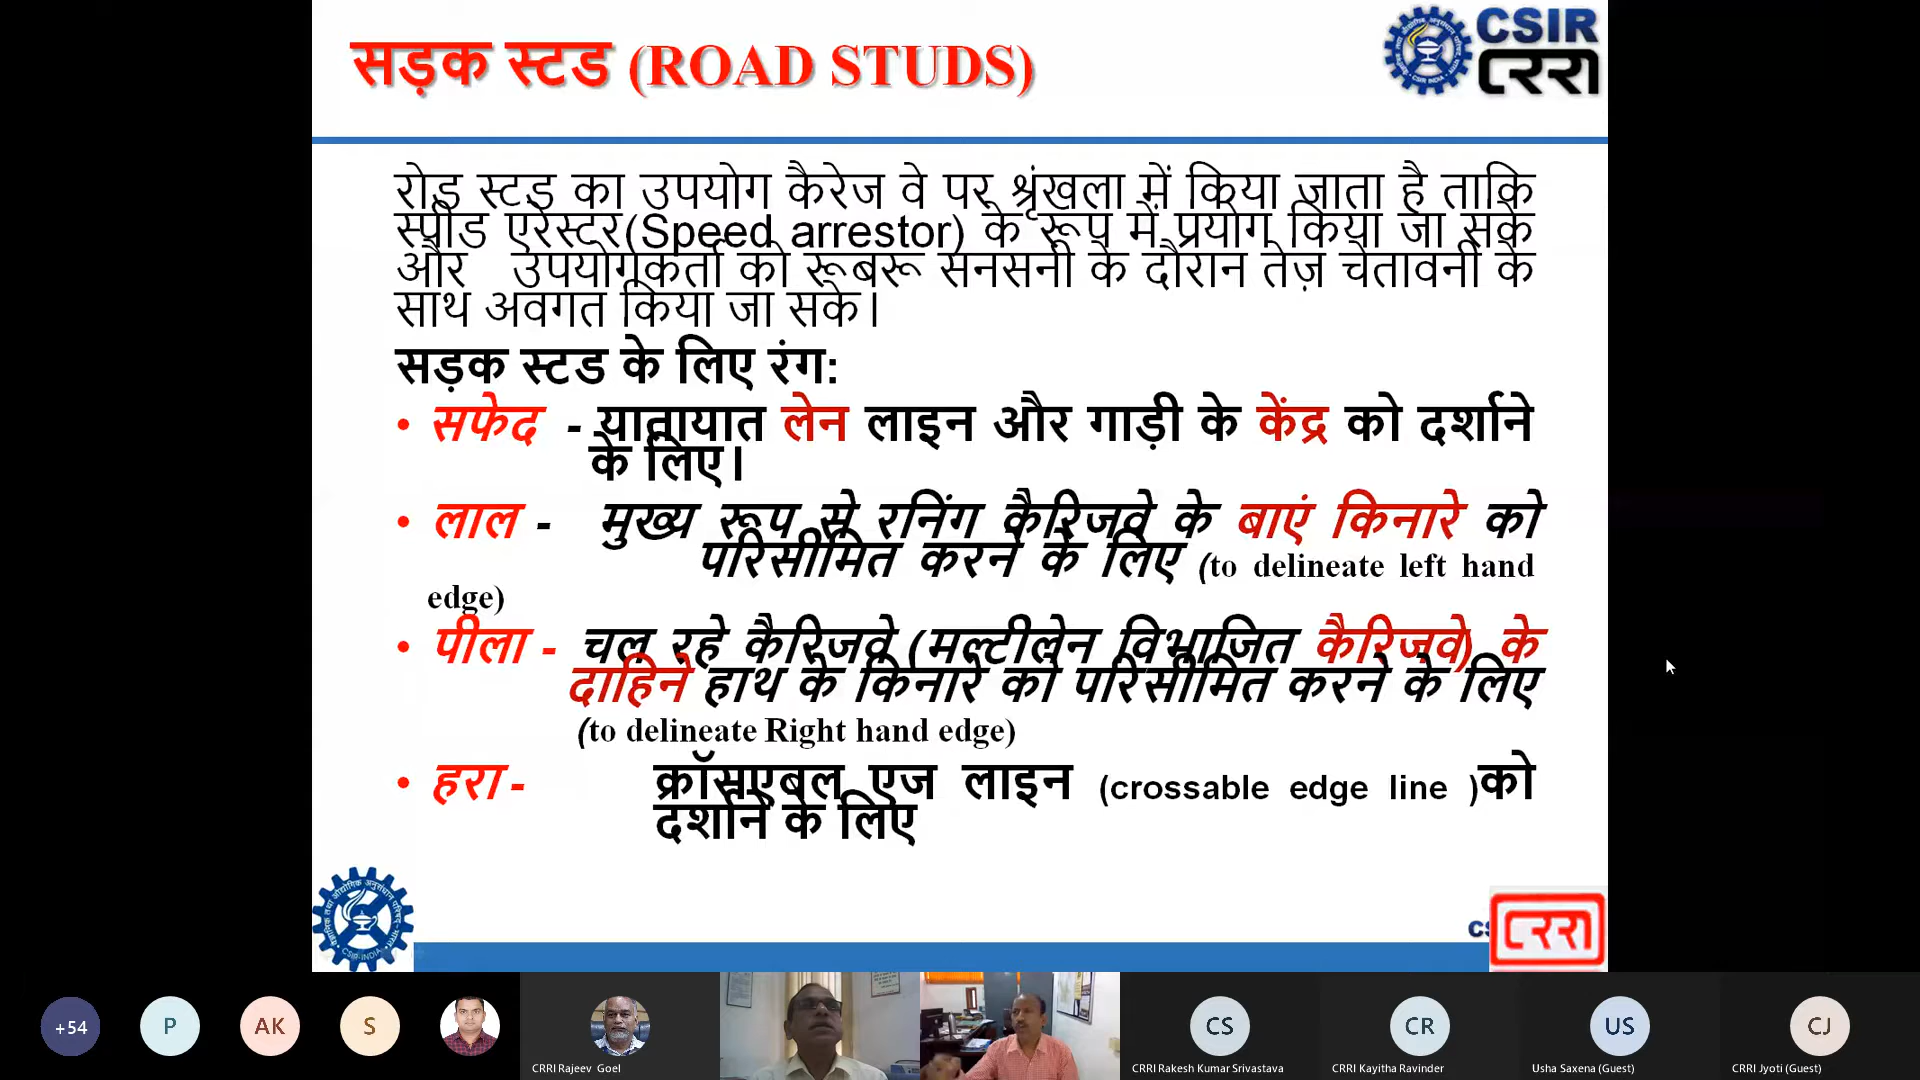 सड़क स्टड (ROAD STUDS)
CSIR
CRRI
रोड स्टड का उपयोग कैरेज वे पर श्रृंखला में किया जाता है ताकि
स्पीड एरेस्टर(Speed arrestor) के रूप में प्रयोग किया जा सके
और उपयोगकर्ता को रूबरू सनसनी के दौरान तेज़ चेतावनी के
साथ अवगत किया जा सके।
सड़क स्टड के लिए रंग:
• सफेद - यातायात लेन लाइन और गाड़ी के केंद्र को दर्शाने
के लिए।
• लाल - मुख्य रूप से रनिंग कैरिजवे के बाएं किनारे को
परिसीमित करने के लिए (to delineate left hand
edge)
• पीला - चल रहे कैरिजवे (मल्टीलेन विभाजित कैरिजवे) के
दाहिने हाथ के किनारे को परिसीमित करने के लिए
(to delineate Right hand edge)
• हरा - क्रॉसएबल एज लाइन (crossable edge line )को
दर्शाने के लिए
CRRI
+54
P
AK
S
CRRI Rajeev Goel
CS
CRRI Rakesh Kumar Srivastava
CR
CRRI Kayitha Ravinder
US
Usha Saxena (Guest)
CJ
CRRI Jyoti (Guest)